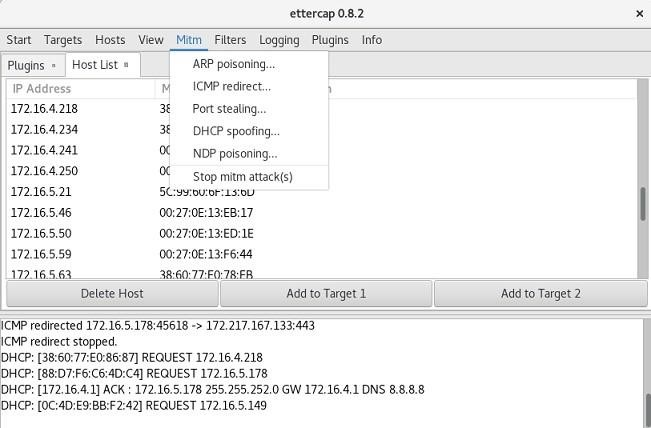 ettercap 0.8.2
Start Targets Hosts View Mitm Filters Logging Plugins Info
Plugins Host List
ARP poisoning...
ICMP redirect...
Port stealing...
DHCP spoofing...
NDP poisoning...
Stop mitm attack(s)
IP Address M n
172.16.4.218 38
172.16.4.234 38
172.16.4.241 00
172.16.4.250 00
172.16.5.21 5C:99:60:6F:13:6D
172.16.5.46 00:27:0E:13:EB:17
172.16.5.50 00:27:0E:13:ED:1E
172.16.5.59 00:27:0E:13:F6:44
172.16.5.63 38:60:77:E0:78:EB
Delete Host Add to Target 1 Add to Target 2
ICMP redirected 172.16.5.178:45618 -> 172.217.167.133:443
ICMP redirect stopped.
DHCP: [38:60:77:E0:86:87] REQUEST 172.16.4.218
DHCP: [88:D7:F6:C6:4D:C4] REQUEST 172.16.5.178
DHCP: [172.16.4.1] ACK : 172.16.5.178 255.255.252.0 GW 172.16.4.1 DNS 8.8.8.8
DHCP: [0C:4D:E9:BB:F2:42] REQUEST 172.16.5.149